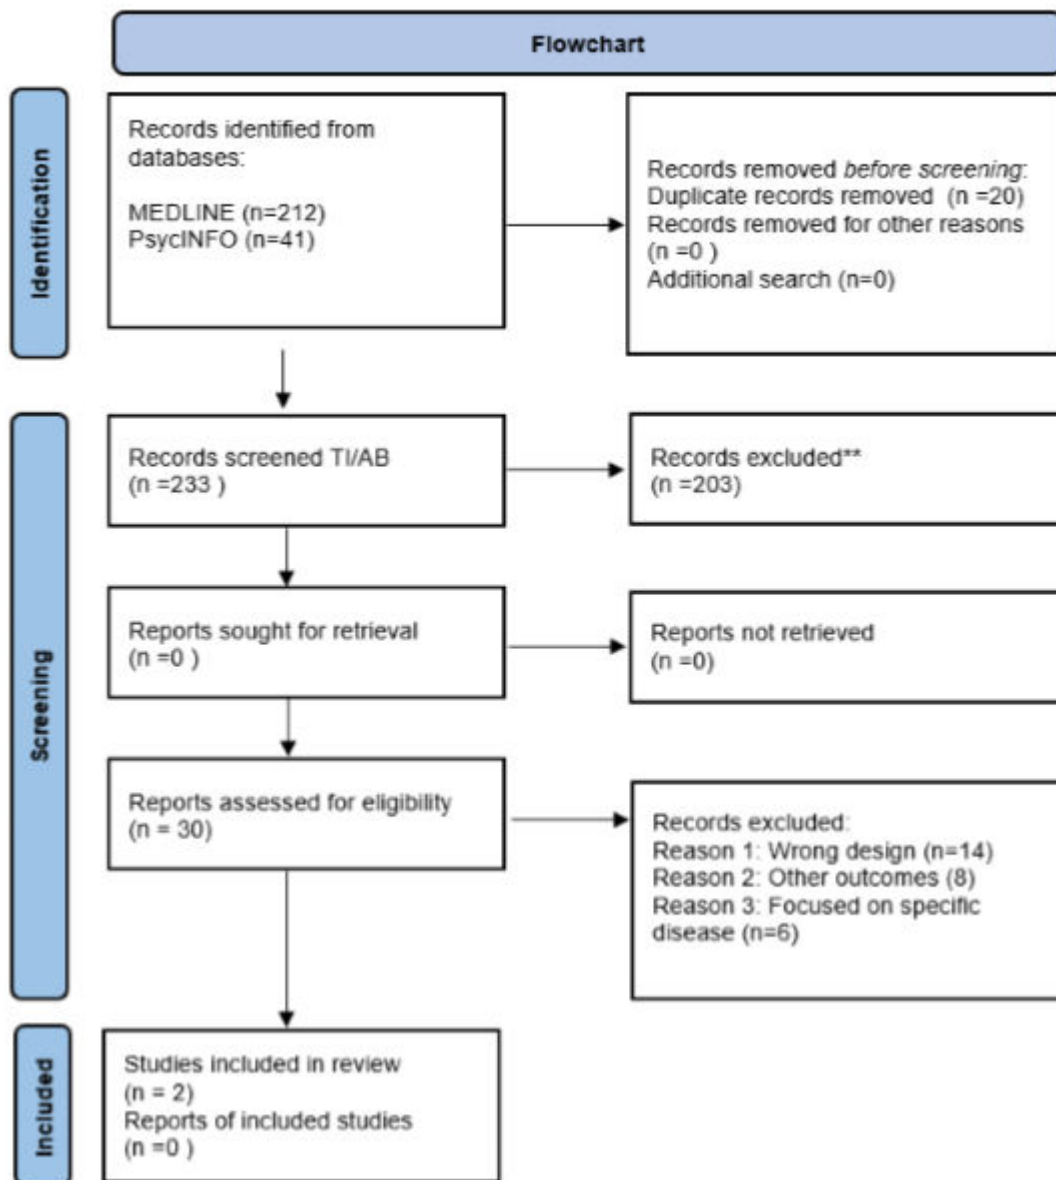 Flowchart
Identification
Records identified from
databases:
MEDLINE (n=212)
PsycINFO (n=41)
Records removed before screening:
Duplicate records removed  (n =20)
Records removed for other reasons
(n =0 )
Additional search (n=0)
Screening
Records screened TI/AB
(n =233 )
Records excluded**
(n =203)
Reports sought for retrieval
(n =0 )
Reports not retrieved
(n =0)
Reports assessed for eligibility
(n = 30)
Records excluded:
Reason 1: Wrong design (n=14)
Reason 2: Other outcomes (8)
Reason 3: Focused on specific
disease (n=6)
Included
Studies included in review
(n = 2)
Reports of included studies
(n =0 )